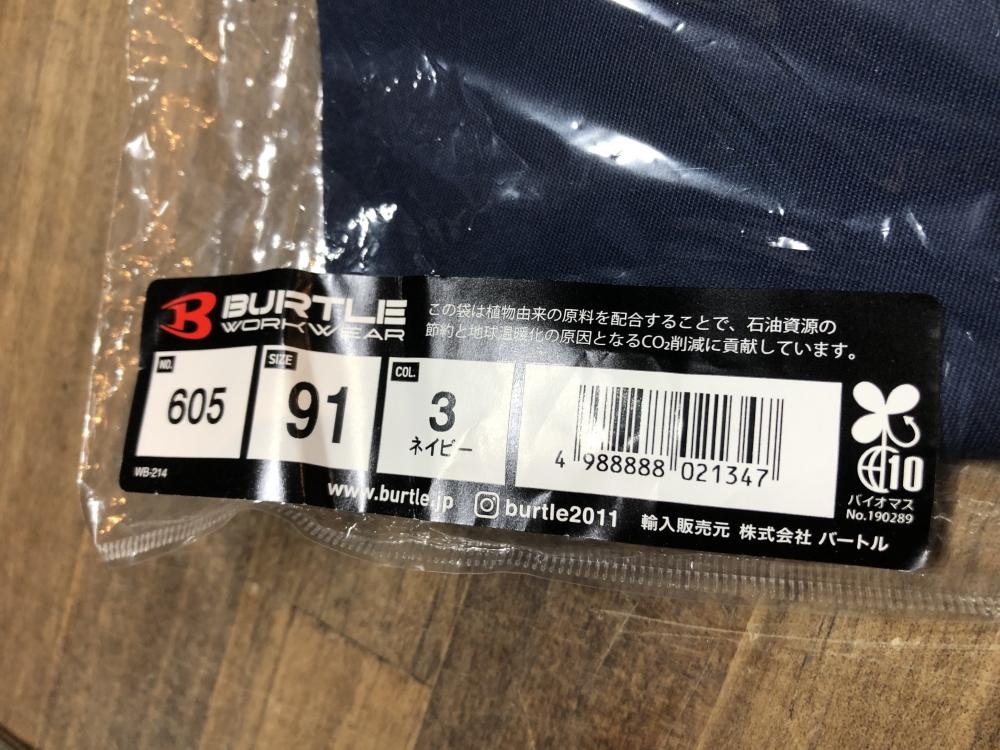 BURTLE
WORKWEAR
この袋は植物由来の原料を配合することで、石油資源の
節約と地球温暖化の原因となるCO₂削減に貢献しています。
NO.
605
SIZE
91
COL.
3
ネイビー
4 988888 021347
10
バイオマス
No.190289
WB-214
www.burtle.jp
burtle2011
輸入販売元 株式会社 バートル